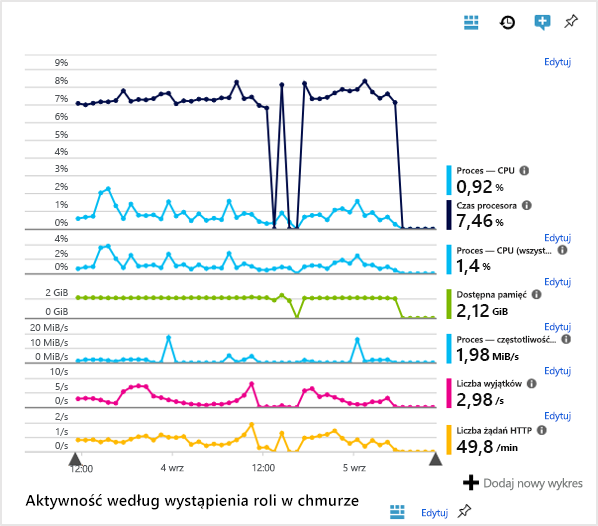 Edytuj
9%
8%
7%
6%
5%
4%
3%
2%
1%
0%
Proces — CPU
0,92 %
Czas procesora
7,46 %
Edytuj
4%
2%
0%
Proces — CPU (wszyst...
1,4 %
Edytuj
2 GiB
0 GiB
Dostępna pamięć
2,12 GiB
Edytuj
20 MiB/s
10 MiB/s
0 MiB/s
Proces — częstotliwość...
1,98 MiB/s
Edytuj
10/s
5/s
0/s
Liczba wyjątków
2,98 /s
Edytuj
2/s
1/s
0/s
Liczba żądań HTTP
49,8 /min
12:00 4 wrz 12:00 5 wrz
Dodaj nowy wykres
Aktywność według wystąpienia roli w chmurze
Edytuj